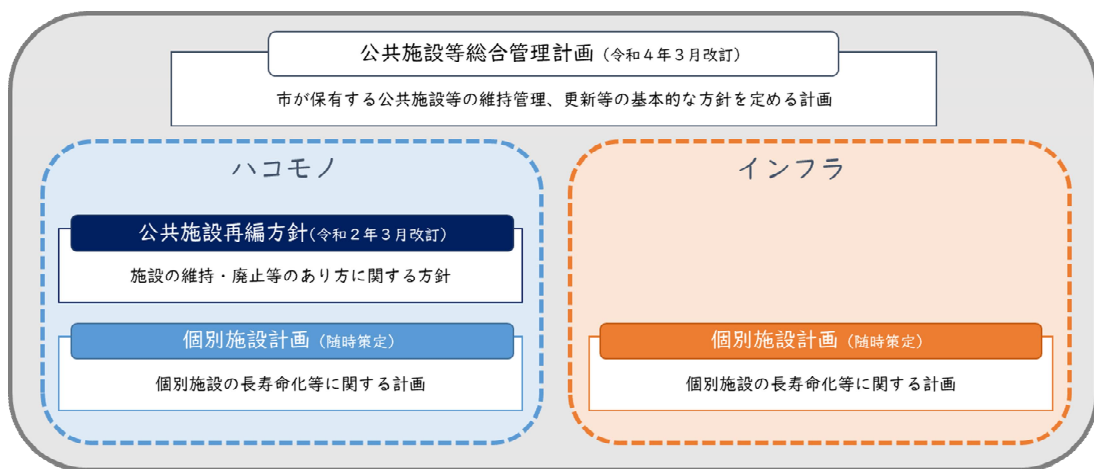 公共施設等総合管理計画（令和４年３月改訂）
市が保有する公共施設等の維持管理、更新等の基本的な方針を定める計画
ハコモノ
公共施設再編方針(令和２年３月改訂)
施設の維持・廃止等のあり方に関する方針
個別施設計画（随時策定）
個別施設の長寿命化等に関する計画
インフラ
個別施設計画（随時策定）
個別施設の長寿命化等に関する計画